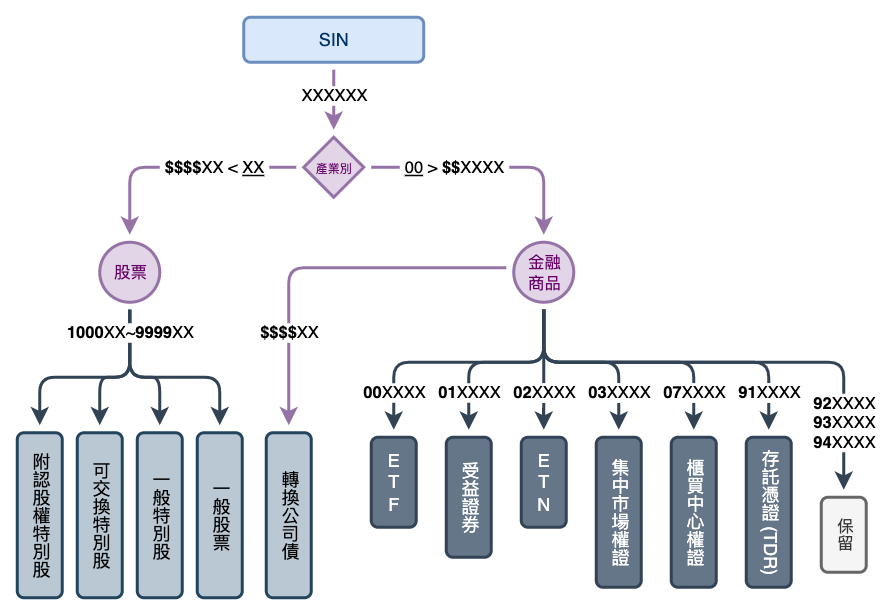 SIN
XXXXXX
$$$$XX < XX
產業別
00 > $$XXXX
股票
金融
商品
1000XX~9999XX
$$$$XX
00XXXX
01XXXX
02XXXX
03XXXX
07XXXX
91XXXX
92XXXX
93XXXX
94XXXX
附認股權特別股
可交換特別股
一般特別股
一般股票
轉換公司債
ETF
受益證券
ETN
集中市場權證
櫃買中心權證
存託憑證 (TDR)
保留